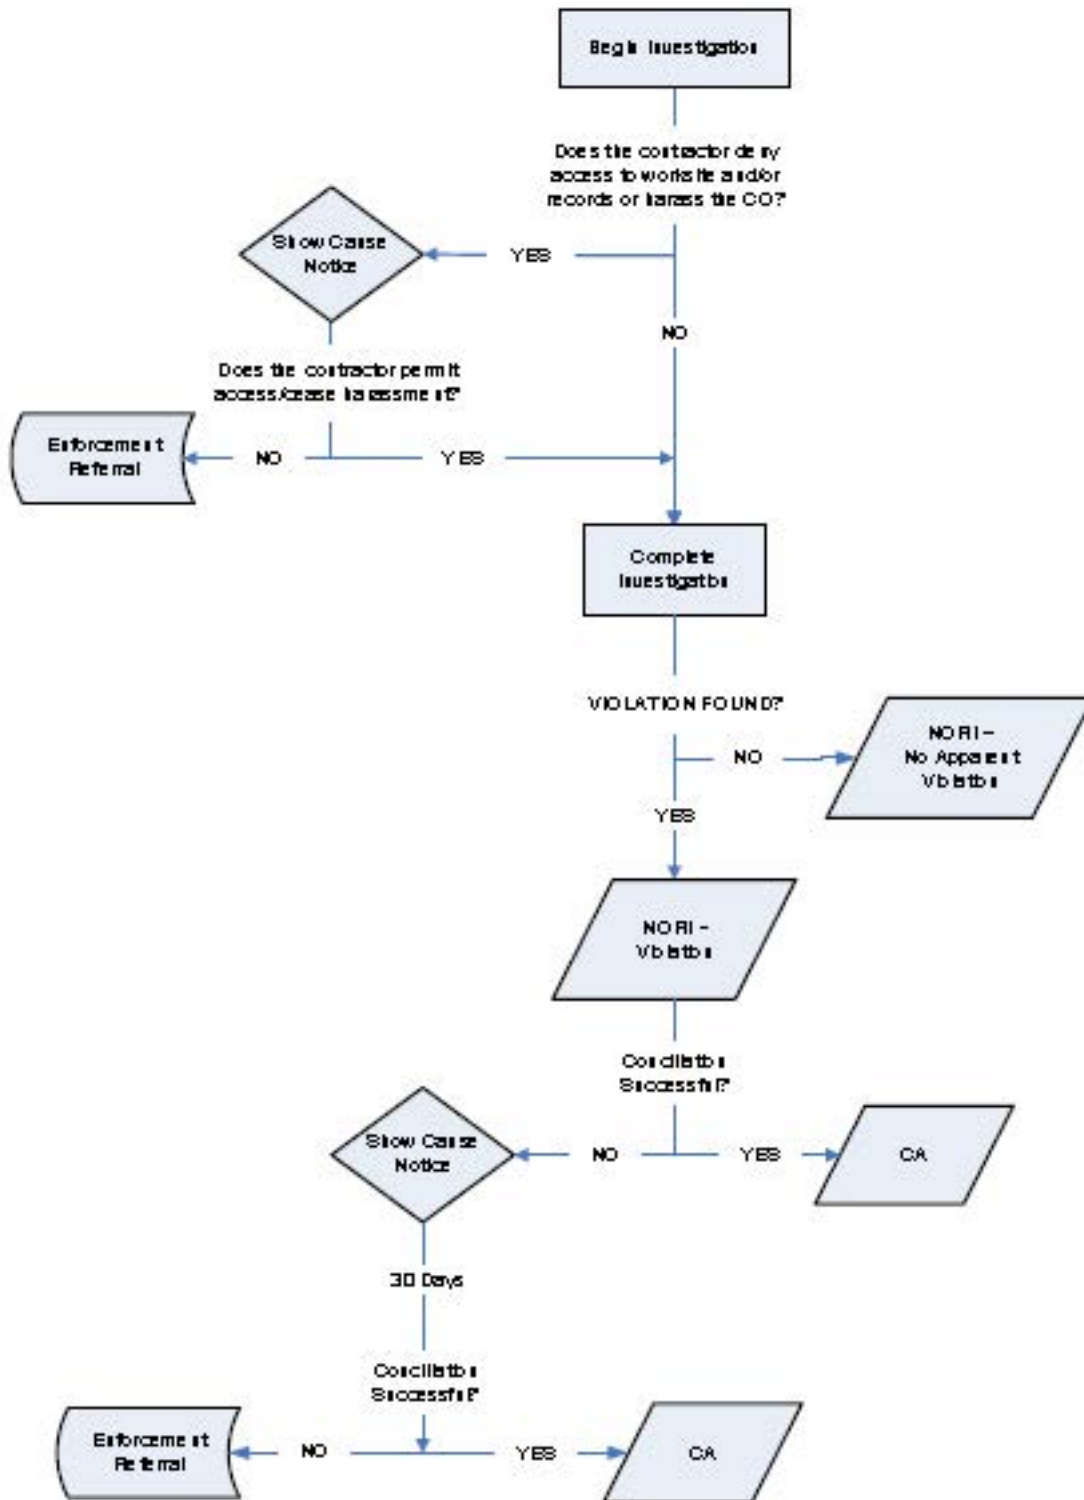 Begin Investigation
Does the contractor deny
access to worksite and/or
records or harass the CO?
Show Cause
Notice
YES
NO
Does the contractor permit
access/cease harassment?
Enforcement
Referral
NO
YES
Complete
Investigation
VIOLATION FOUND?
NORI –
No Apparent
Violation
NO
YES
NORI –
Violation
Conciliation
Successful?
Show Cause
Notice
NO
YES
CA
30 Days
Conciliation
Successful?
Enforcement
Referral
NO
YES
CA